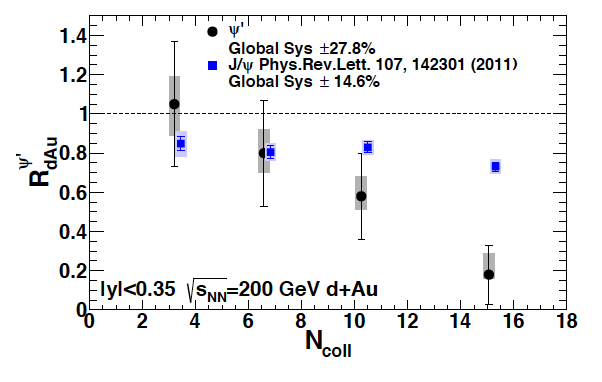 ψ'
Global Sys ±27.8%
J/ψ Phys.Rev.Lett. 107, 142301 (2011)
Global Sys ± 14.6%
R^ψ'_dAu
1.4
1.2
1
0.8
0.6
0.4
0.2
0
|y|<0.35 √s_NN=200 GeV d+Au
0 2 4 6 8 10 12 14 16 18
N_coll